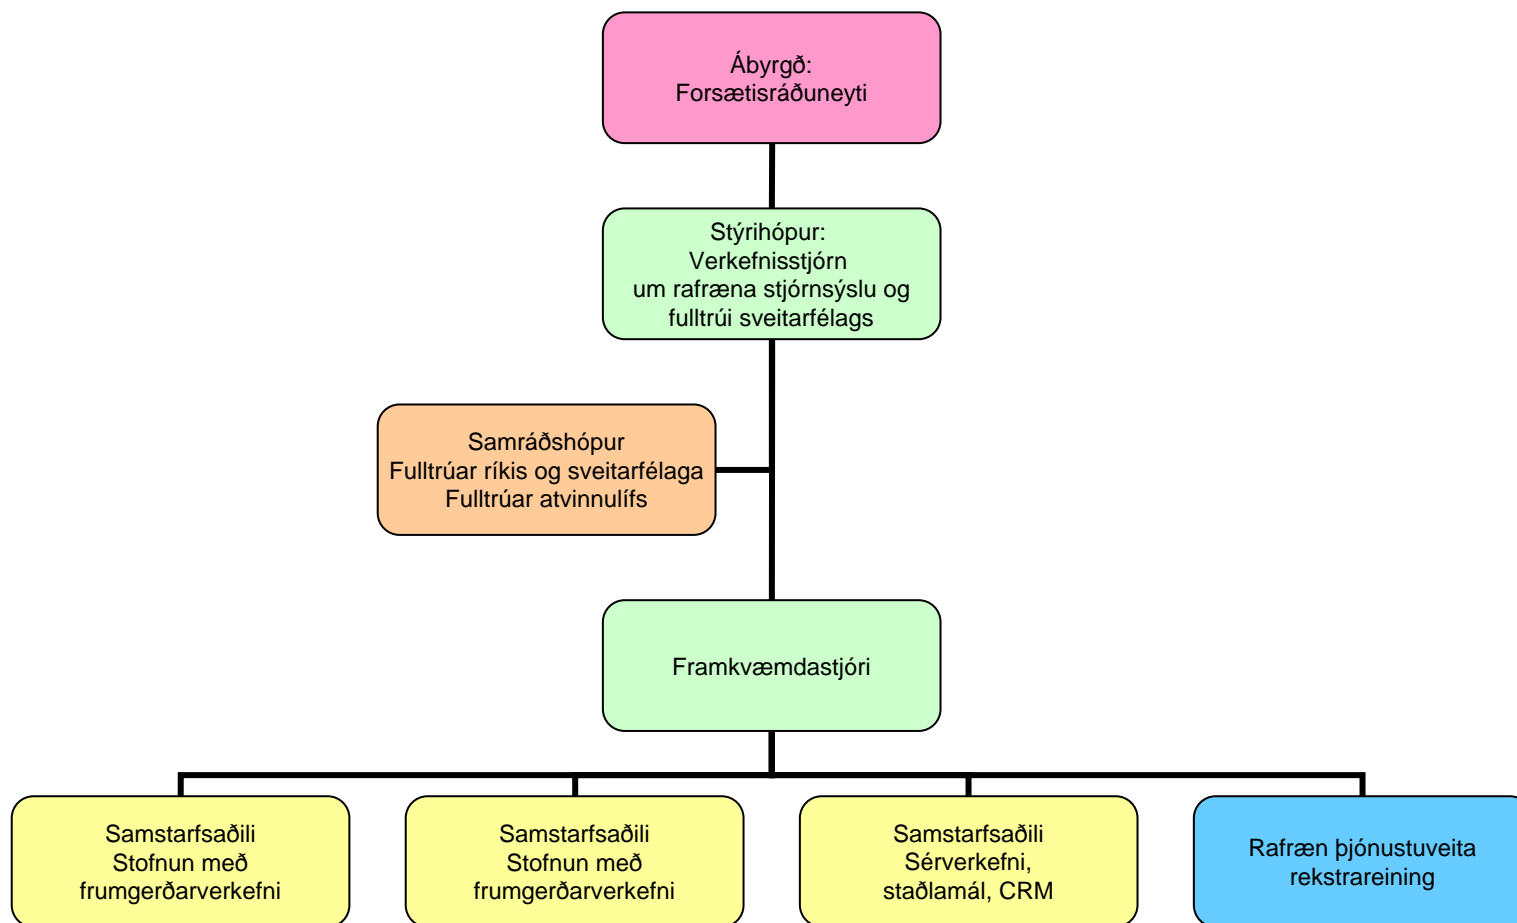 Ábyrgð:
Forsætisráðuneyti
Stýrihópur:
Verkefnisstjórn
um rafræna stjórnsýslu og
fulltrúi sveitarfélags
Samráðshópur
Fulltrúar ríkis og sveitarfélaga
Fulltrúar atvinnulífs
Framkvæmdastjóri
Samstarfsaðili
Stofnun með
frumgerðarverkefni
Samstarfsaðili
Stofnun með
frumgerðarverkefni
Samstarfsaðili
Sérverkefni,
staðlamál, CRM
Rafræn þjónustuveita
rekstrareining